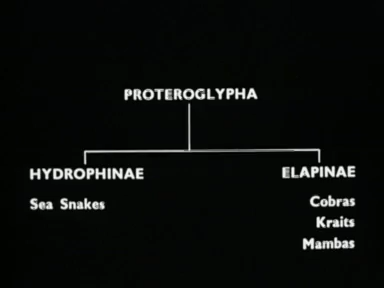 PROTEROGLYPHA
HYDROPHINAE
Sea Snakes
ELAPINAE
Cobras
Kraits
Mambas